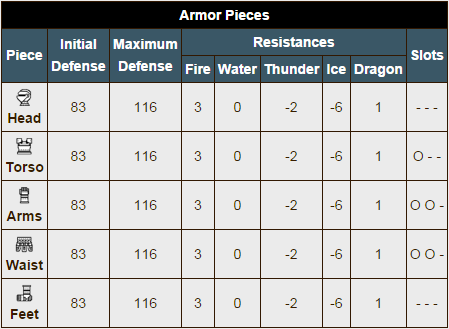 Armor Pieces
Piece Initial Defense Maximum Defense Resistances Slots
Fire Water Thunder Ice Dragon
Head 83 116 3 0 -2 -6 1 - - -
Torso 83 116 3 0 -2 -6 1 O - -
Arms 83 116 3 0 -2 -6 1 O O -
Waist 83 116 3 0 -2 -6 1 O O -
Feet 83 116 3 0 -2 -6 1 - - -